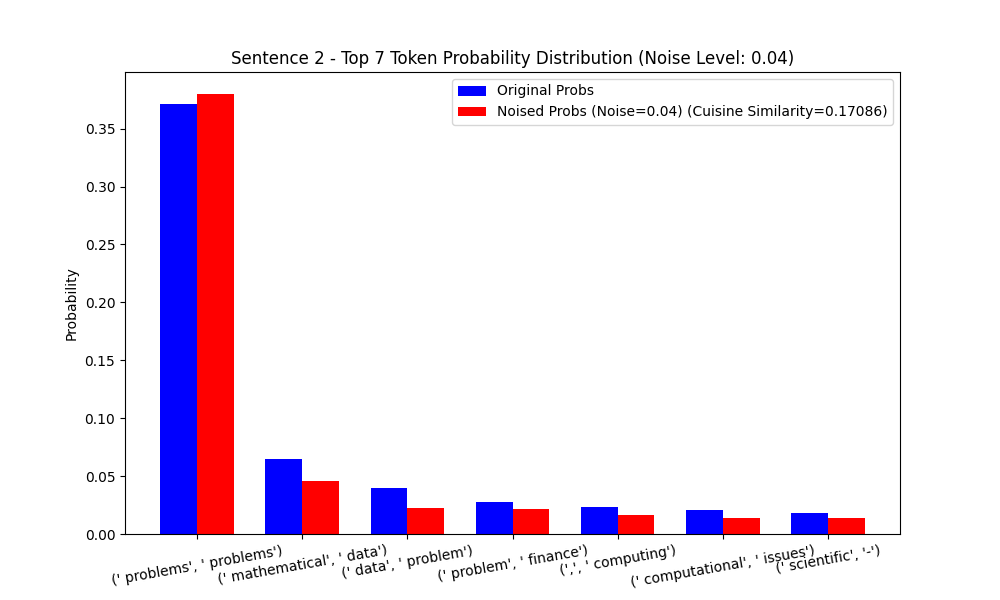 Sentence 2 - Top 7 Token Probability Distribution (Noise Level: 0.04)
Original Probs
Noised Probs (Noise=0.04) (Cuisine Similarity=0.17086)
Probability
0.35
0.30
0.25
0.20
0.15
0.10
0.05
0.00
(' problems', ' problems')
(' mathematical', ' data')
(' data', ' problem')
(' problem', ' finance')
(',', ' computing')
(' computational', ' issues')
(' scientific', '-')